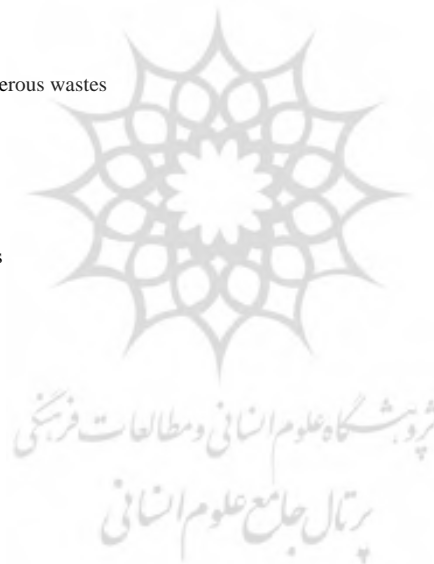 erous wastes
s
پژوهشگاه علوم انسانی و مطالعات فرهنگی
پرتال جامع علوم انسانی